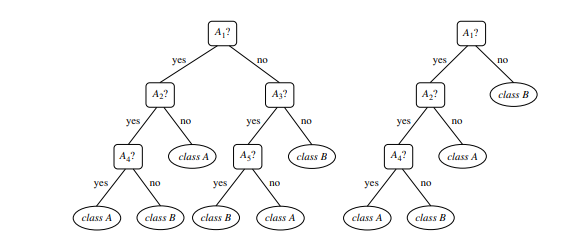 A₁? A₁?
yes no yes no
A₂? A₃? A₂? class B
yes no yes no yes no
A₄? class A A₅? class B A₄? class A
yes no yes no yes no
class A class B class B class A class A class B